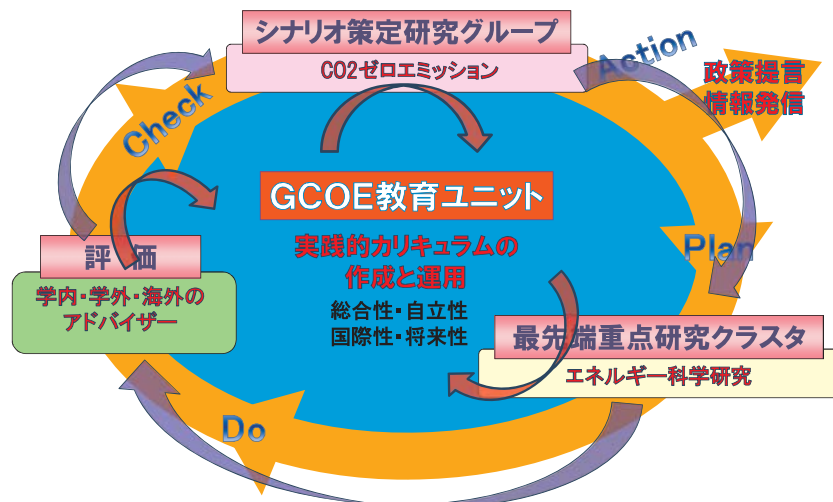 シナリオ策定研究グループ
CO2ゼロエミッション
Action
政策提言
情報発信
Check
GCOE教育ユニット
実践的カリキュラムの
作成と運用
総合性・自立性
国際性・将来性
Plan
評 価
学内・学外・海外の
アドバイザー
最先端重点研究クラスタ
エネルギー科学研究
Do